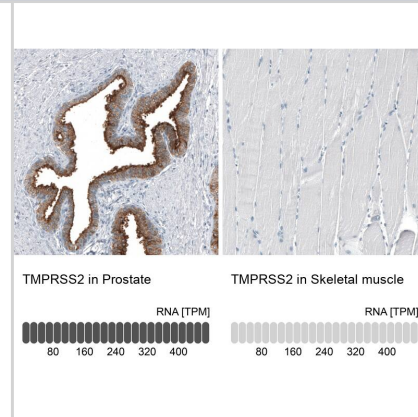 TMPRSS2 in Prostate
TMPRSS2 in Skeletal muscle
RNA [TPM]
RNA [TPM]
80 160 240 320 400
80 160 240 320 400